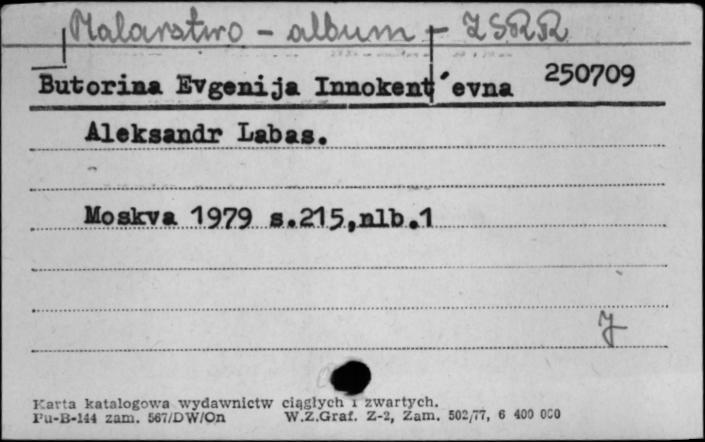 Malarstwo - album - ZSRR
Butorina Evgenija Innokent´evna 250709
Aleksandr Labas.
Moskva 1979 s.215,nlb.1
Karta katalogowa wydawnictw ciągłych i zwartych.
Pu-B-144 zam. 567/DW/On W.Z.Graf. Z-2, Zam. 502/77, 6 400 000